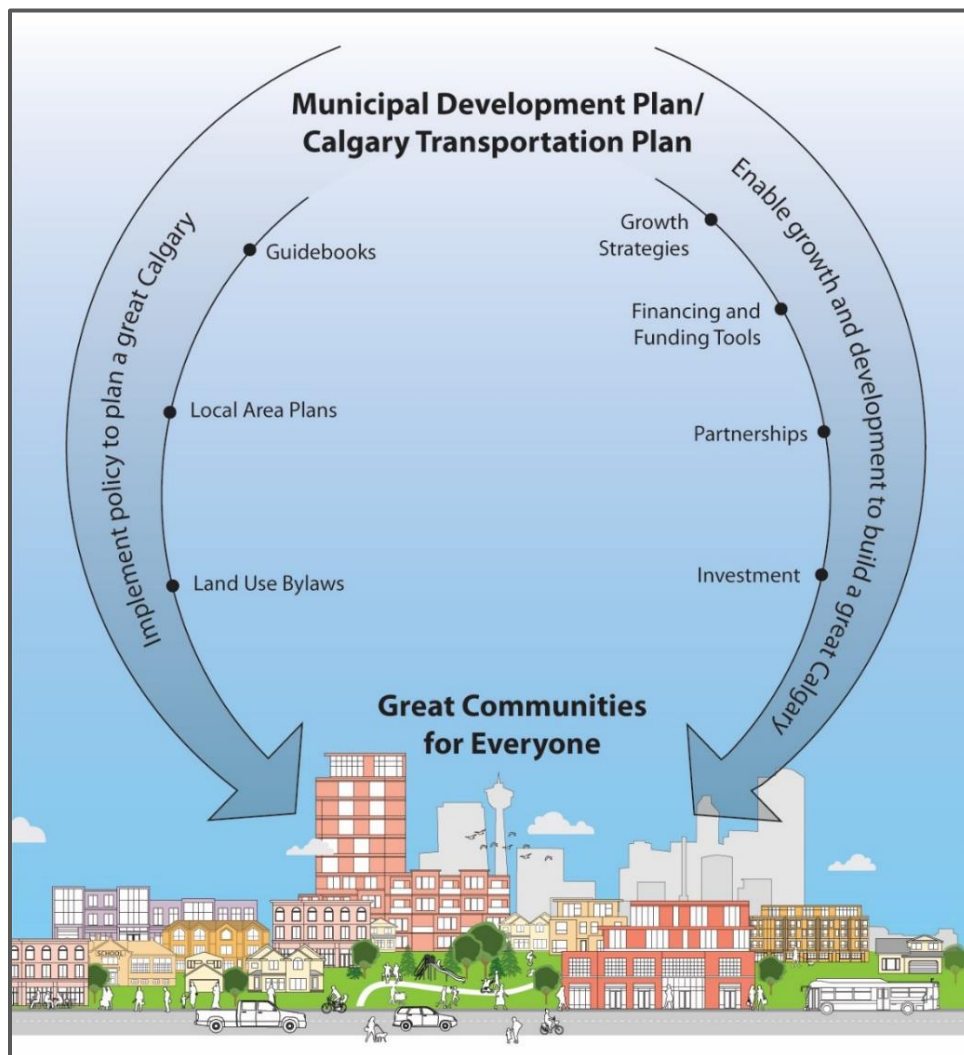 Municipal Development Plan/
Calgary Transportation Plan
Implement policy to plan a great Calgary
Guidebooks
Local Area Plans
Land Use Bylaws
Enable growth and development to build a great Calgary
Growth
Strategies
Financing and
Funding Tools
Partnerships
Investment
Great Communities
for Everyone
SCHOOL